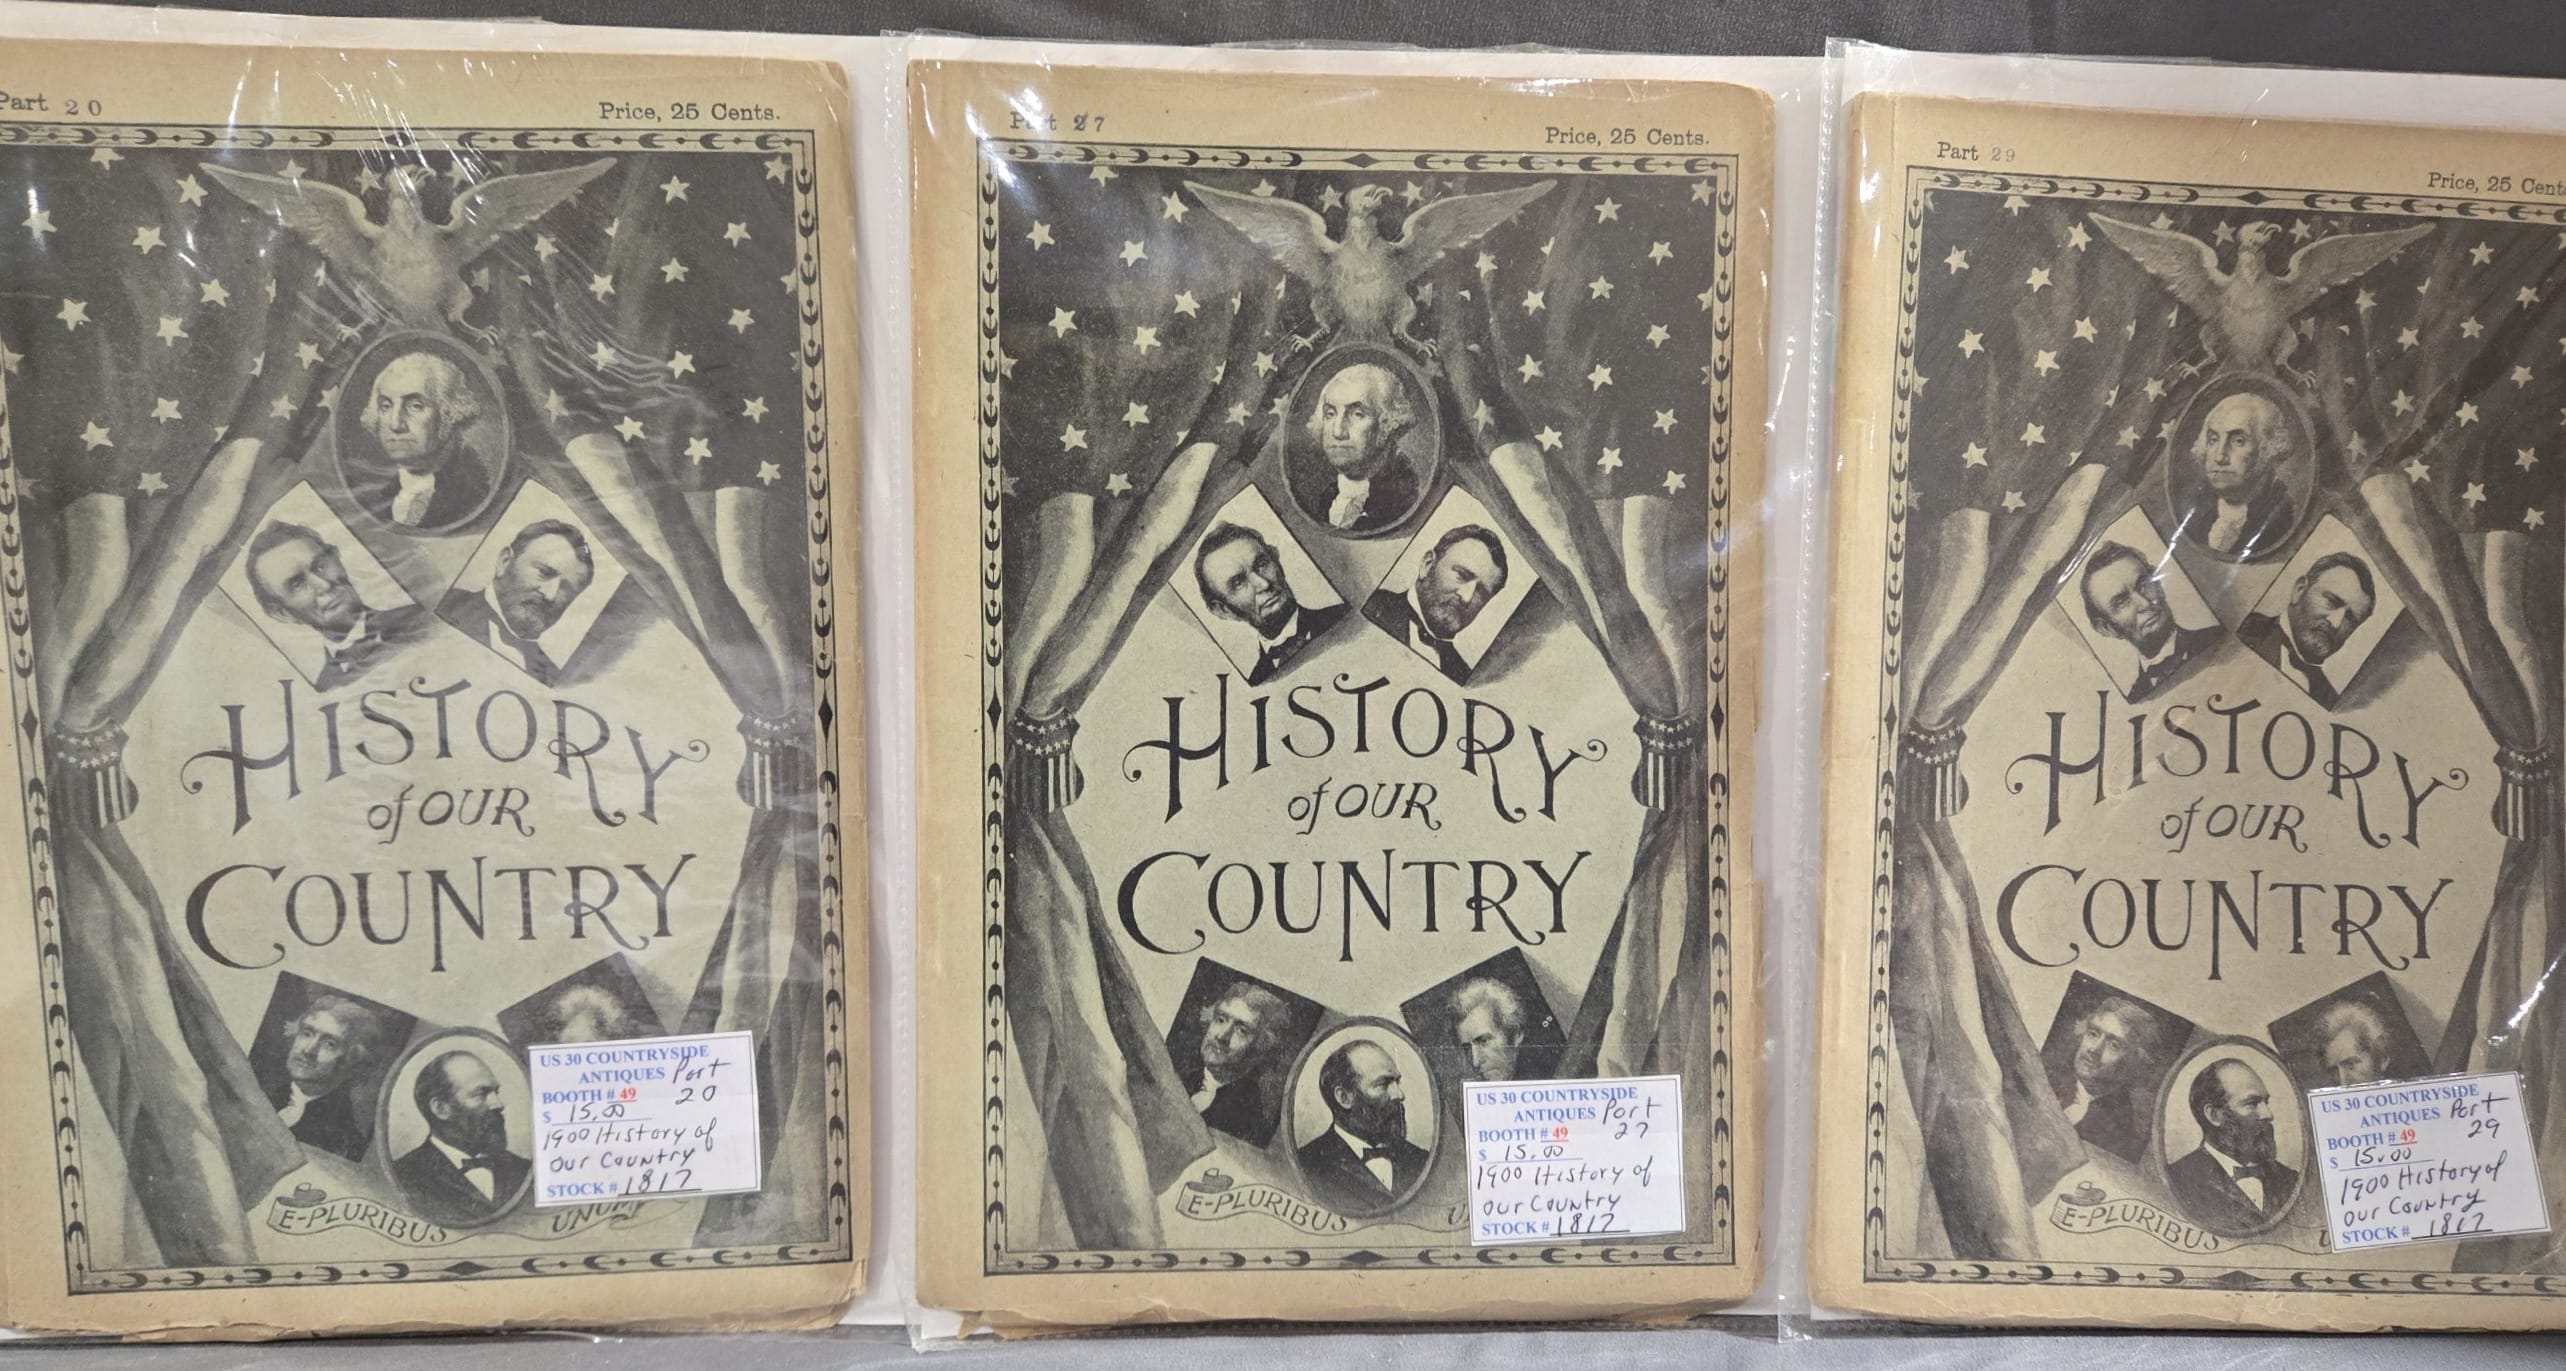 Part 20
Price, 25 Cents.
HISTORY
of OUR
COUNTRY
E-PLURIBUS
UNUM
US 30 COUNTRYSIDE
ANTIQUES Part
BOOTH # 49 20
$ 15.00
1900 History of
Our Country
STOCK # 1817
Part 27
Price, 25 Cents.
HISTORY
of OUR
COUNTRY
E-PLURIBUS
U
US 30 COUNTRYSIDE
ANTIQUES Part
BOOTH # 49 27
$ 15.00
1900 History of
Our Country
STOCK # 1817
Part 29
Price, 25 Cents
HISTORY
of OUR
COUNTRY
E-PLURIBUS
U
US 30 COUNTRYSIDE
ANTIQUES Part
BOOTH # 49 29
$ 15.00
1900 History of
Our Country
STOCK # 1817